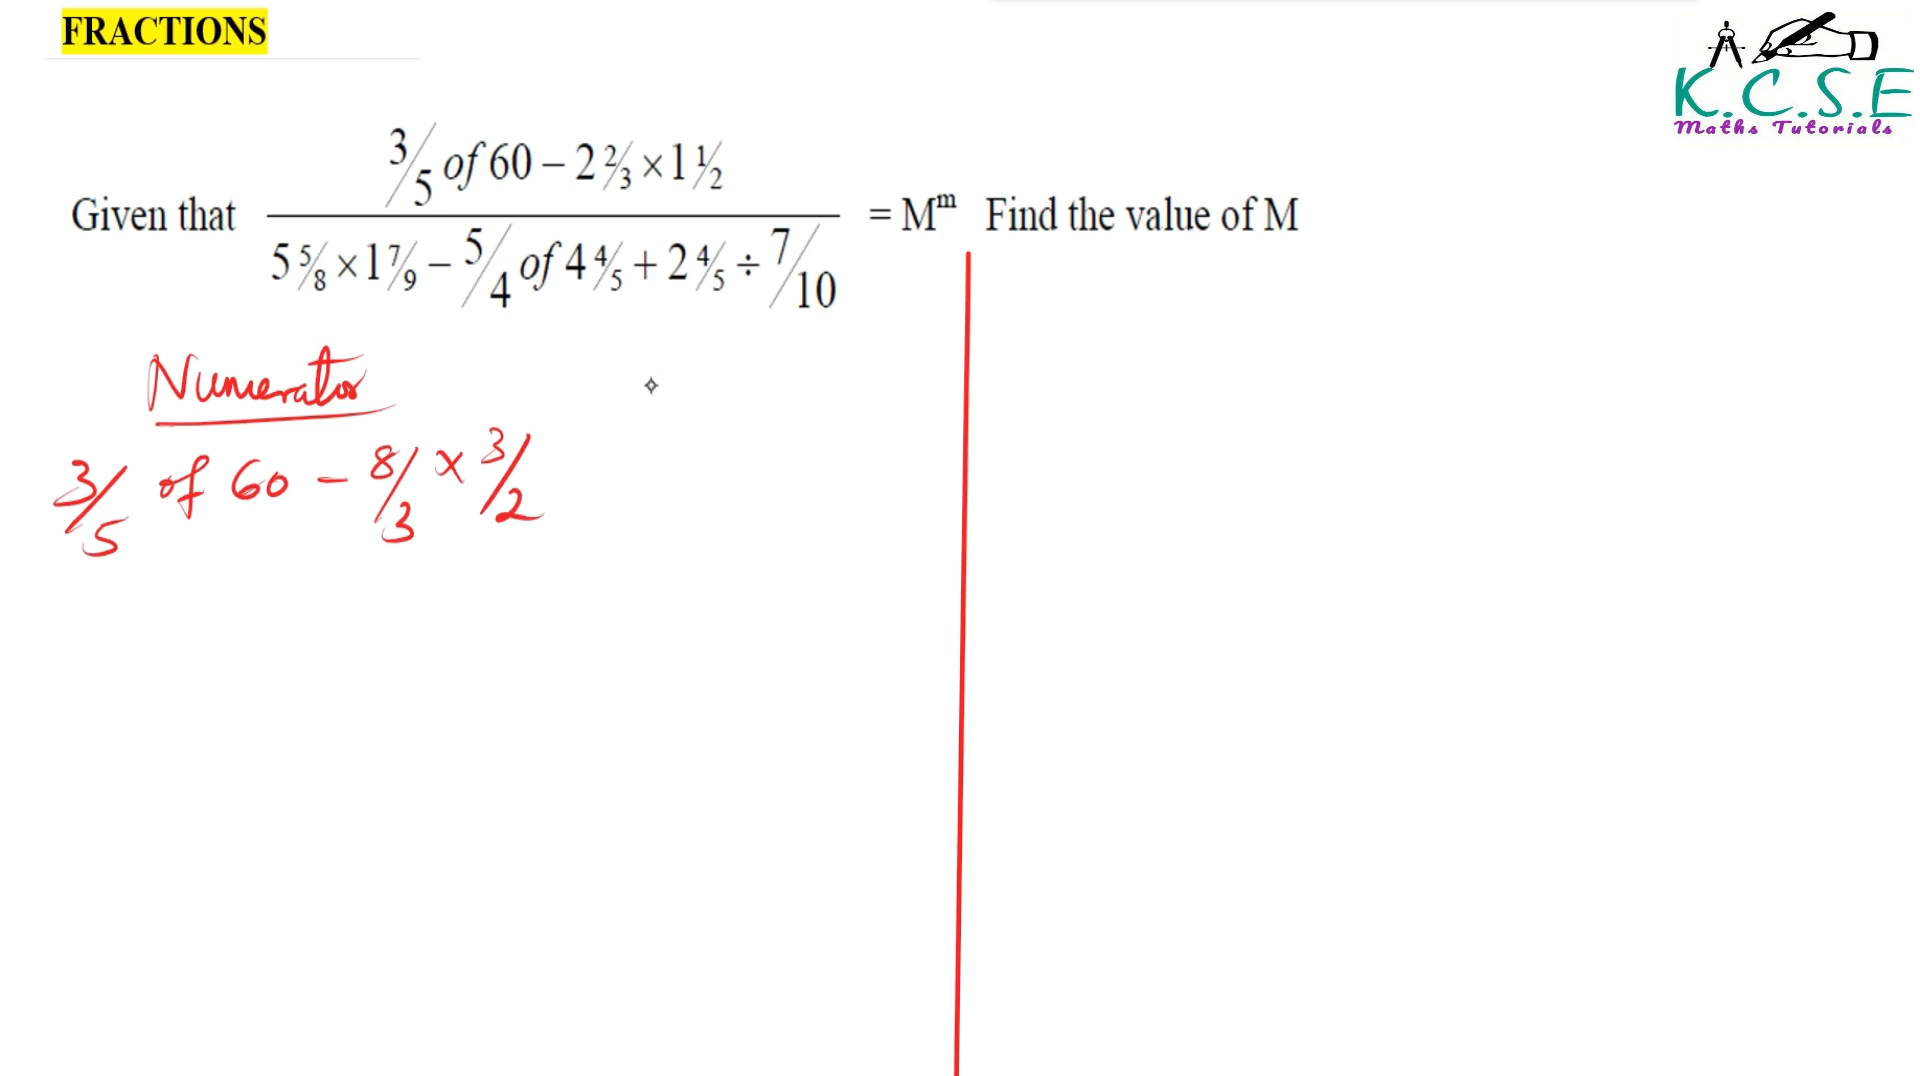 FRACTIONS
K.C.S.E
Maths Tutorials
3/5 of 60 − 2 2/3 × 1 1/2
Given that = Mᵐ Find the value of M
5 5/8 × 1 7/9 − 5/4 of 4 4/5 + 2 4/5 ÷ 7/10
Numerator
3/5 of 60 − 8/3 × 3/2